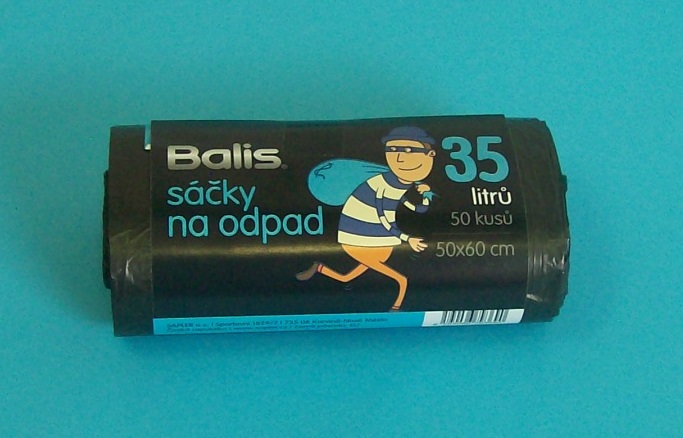 Balis
sáčky
na odpad
35
litrů
50 kusů
50x60 cm